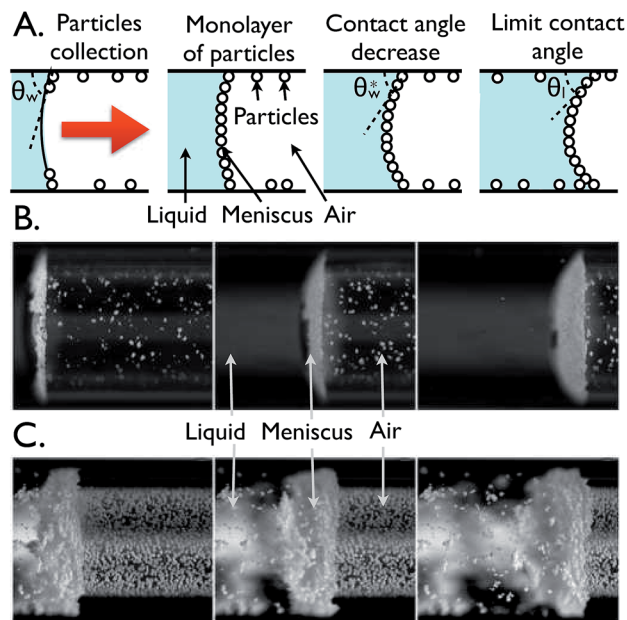 A.
Particles
collection
Monolayer
of particles
Contact angle
decrease
Limit contact
angle
θw
Particles
θ*w
θl
Liquid Meniscus Air
B.
Liquid Meniscus Air
C.